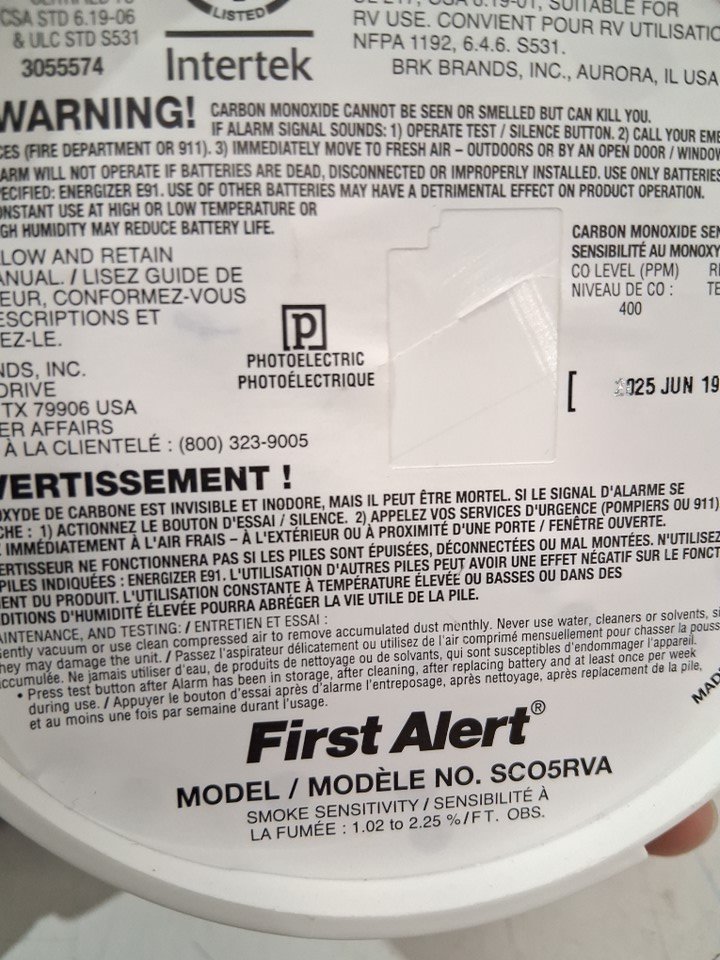 CSA STD 6.19-06
& ULC STD S531
3055574
LISTED
Intertek
SUITABLE FOR
RV USE. CONVIENT POUR RV UTILISATIO
NFPA 1192, 6.4.6. S531.
BRK BRANDS, INC., AURORA, IL USA
WARNING! CARBON MONOXIDE CANNOT BE SEEN OR SMELLED BUT CAN KILL YOU.
IF ALARM SIGNAL SOUNDS: 1) OPERATE TEST / SILENCE BUTTON. 2) CALL YOUR EME
CES (FIRE DEPARTMENT OR 911). 3) IMMEDIATELY MOVE TO FRESH AIR – OUTDOORS OR BY AN OPEN DOOR / WINDOW
ARM WILL NOT OPERATE IF BATTERIES ARE DEAD, DISCONNECTED OR IMPROPERLY INSTALLED. USE ONLY BATTERIES
PECIFIED: ENERGIZER E91. USE OF OTHER BATTERIES MAY HAVE A DETRIMENTAL EFFECT ON PRODUCT OPERATION.
ONSTANT USE AT HIGH OR LOW TEMPERATURE OR
GH HUMIDITY MAY REDUCE BATTERY LIFE.
LOW AND RETAIN
ANUAL. / LISEZ GUIDE DE
EUR, CONFORMEZ-VOUS
ESCRIPTIONS ET
EZ-LE.
NDS, INC.
DRIVE
TX 79906 USA
ER AFFAIRS
À LA CLIENTELÉ : (800) 323-9005
P
PHOTOELECTRIC
PHOTOÉLECTRIQUE
CARBON MONOXIDE SEN
SENSIBILITÉ AU MONOXY
CO LEVEL (PPM) RE
NIVEAU DE CO : TE
400
[ 2025 JUN 19
VERTISSEMENT !
OXYDE DE CARBONE EST INVISIBLE ET INODORE, MAIS IL PEUT ÊTRE MORTEL. SI LE SIGNAL D'ALARME SE
CHE : 1) ACTIONNEZ LE BOUTON D'ESSAI / SILENCE. 2) APPELEZ VOS SERVICES D'URGENCE (POMPIERS OU 911)
IMMÉDIATEMENT À L'AIR FRAIS – À L'EXTÉRIEUR OU À PROXIMITÉ D'UNE PORTE / FENÊTRE OUVERTE.
ERTISSEUR NE FONCTIONNERA PAS SI LES PILES SONT ÉPUISÉES, DÉCONNECTÉES OU MAL MONTÉES. N'UTILISEZ
PILES INDIQUÉES : ENERGIZER E91. L'UTILISATION D'AUTRES PILES PEUT AVOIR UNE EFFET NÉGATIF SUR LE FONCT
ENT DU PRODUIT. L'UTILISATION CONSTANTE À TEMPÉRATURE ÉLEVÉE OU BASSES OU DANS DES
DITIONS D'HUMIDITÉ ÉLEVÉE POURRA ABRÉGER LA VIE UTILE DE LA PILE.
AINTENANCE, AND TESTING: / ENTRETIEN ET ESSAI :
ently vacuum or use clean compressed air to remove accumulated dust monthly. Never use water, cleaners or solvents, si
hey may damage the unit. / Passez l'aspirateur délicatement ou utilisez de l'air comprimé mensuellement pour chasser la pouss
accumulée. Ne jamais utiliser d'eau, de produits de nettoyage ou de solvants, qui sont susceptibles d'endommager l'appareil.
• Press test button after Alarm has been in storage, after cleaning, after replacing battery and at least once per week
during use. / Appuyer le bouton d'essai après d'alarme l'entreposage, après nettoyage, après replacement de la pile,
et au moins une fois par semaine durant l'usage.
MAD
First Alert®
MODEL / MODÈLE NO. SCO5RVA
SMOKE SENSITIVITY / SENSIBILITÉ À
LA FUMÉE : 1.02 to 2.25 %/FT. OBS.